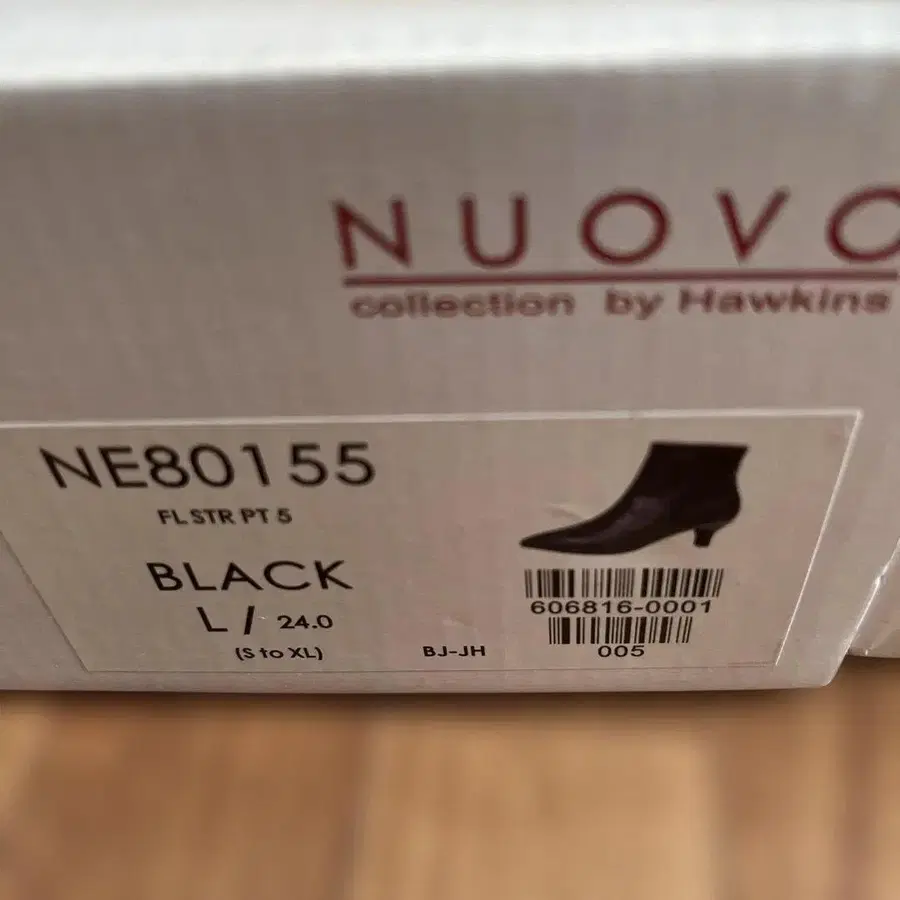 NUOVO
collection by Hawkins
NE80155
FL STR PT 5
BLACK
L / 24.0
(S to XL)
BJ-JH
606816-0001
005